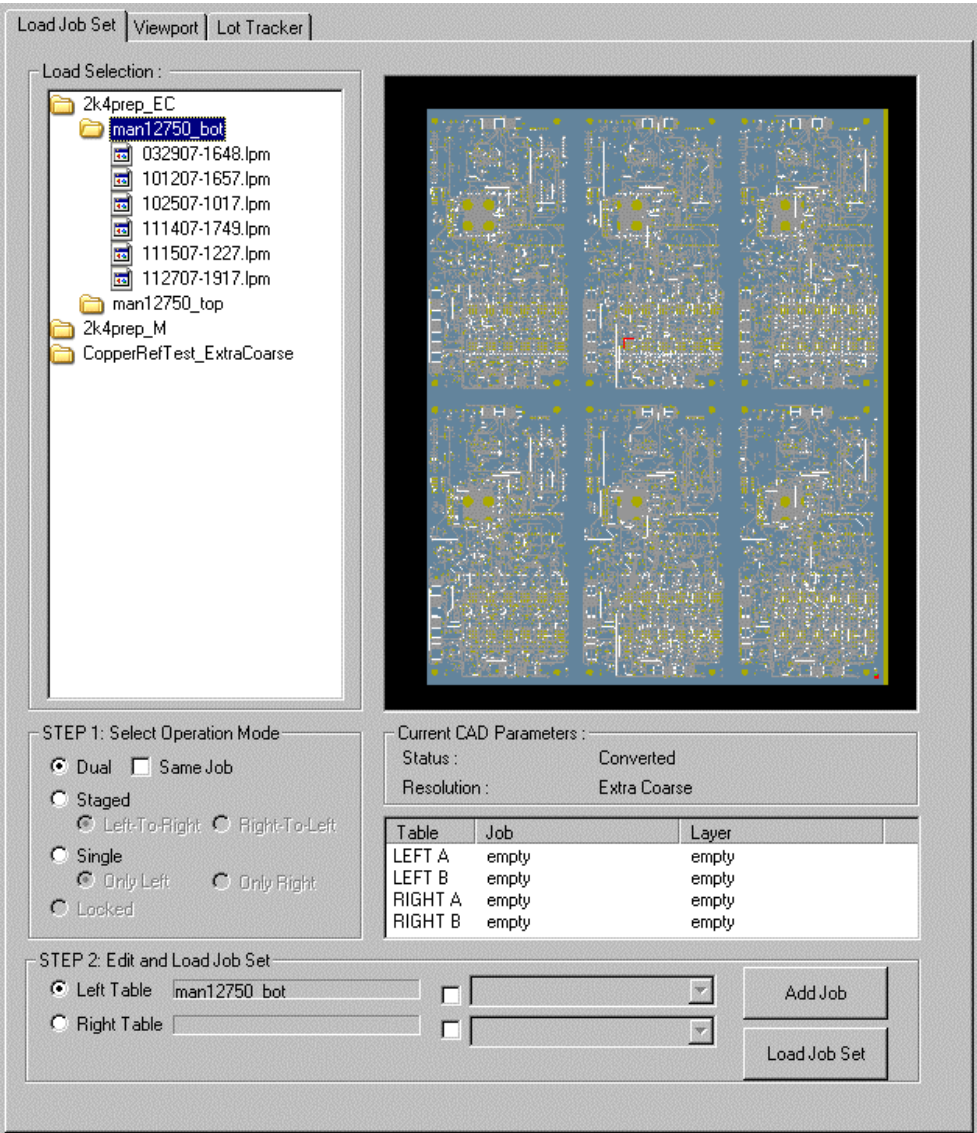 Load Job Set Viewport Lot Tracker
Load Selection :
2k4prep_EC
man12750_bot
032907-1648.lpm
101207-1657.lpm
102507-1017.lpm
111407-1749.lpm
111507-1227.lpm
112707-1917.lpm
man12750_top
2k4prep_M
CopperRefTest_ExtraCoarse
STEP 1: Select Operation Mode
Dual Same Job
Staged
Left-To-Right Right-To-Left
Single
Only Left Only Right
Locked
Current CAD Parameters :
Status : Converted
Resolution : Extra Coarse
Table Job Layer
LEFT A empty empty
LEFT B empty empty
RIGHT A empty empty
RIGHT B empty empty
STEP 2: Edit and Load Job Set
Left Table man12750_bot
Add Job
Right Table
Load Job Set